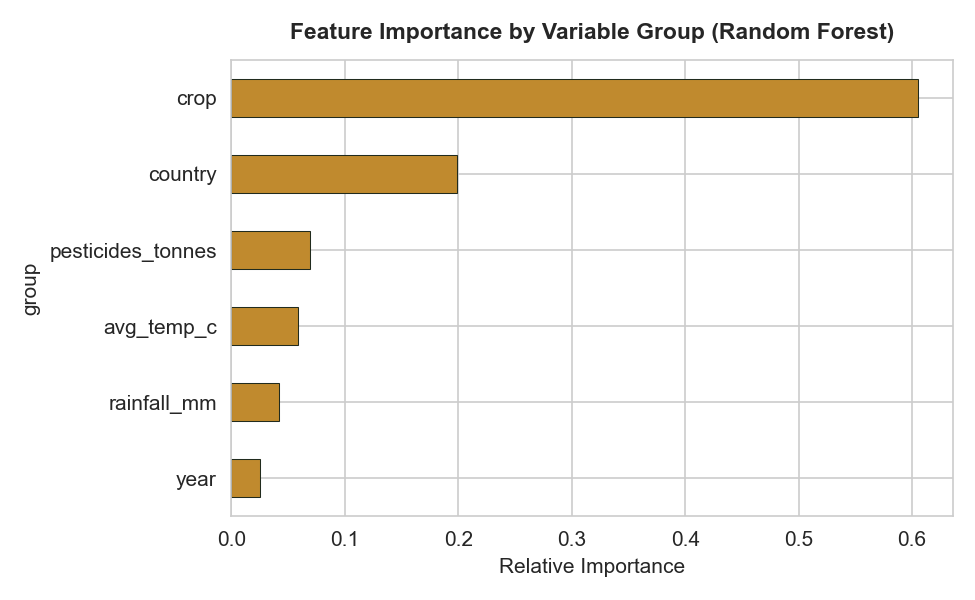 Feature Importance by Variable Group (Random Forest)
group
crop
country
pesticides_tonnes
avg_temp_c
rainfall_mm
year
0.0 0.1 0.2 0.3 0.4 0.5 0.6
Relative Importance